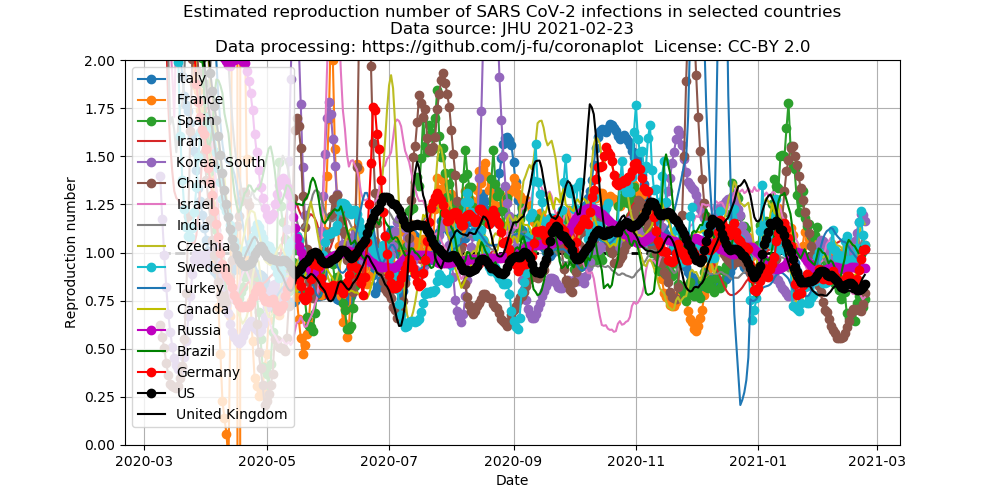 Estimated reproduction number of SARS CoV-2 infections in selected countries
Data source: JHU 2021-02-23
Data processing: https://github.com/j-fu/coronaplot  License: CC-BY 2.0
2.00
1.75
1.50
1.25
1.00
0.75
0.50
0.25
0.00
Reproduction number
Italy
France
Spain
Iran
Korea, South
China
Israel
India
Czechia
Sweden
Turkey
Canada
Russia
Brazil
Germany
US
United Kingdom
2020-03 2020-05 2020-07 2020-09 2020-11 2021-01 2021-03
Date